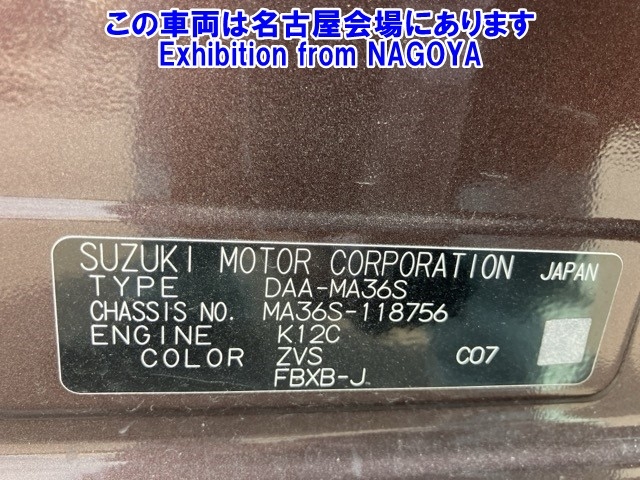 この車両は名古屋会場にあります
Exhibition from NAGOYA
SUZUKI MOTOR CORPORATION JAPAN
TYPE DAA-MA36S
CHASSIS NO. MA36S-118756
ENGINE K12C
COLOR ZVS C07
FBXB-J